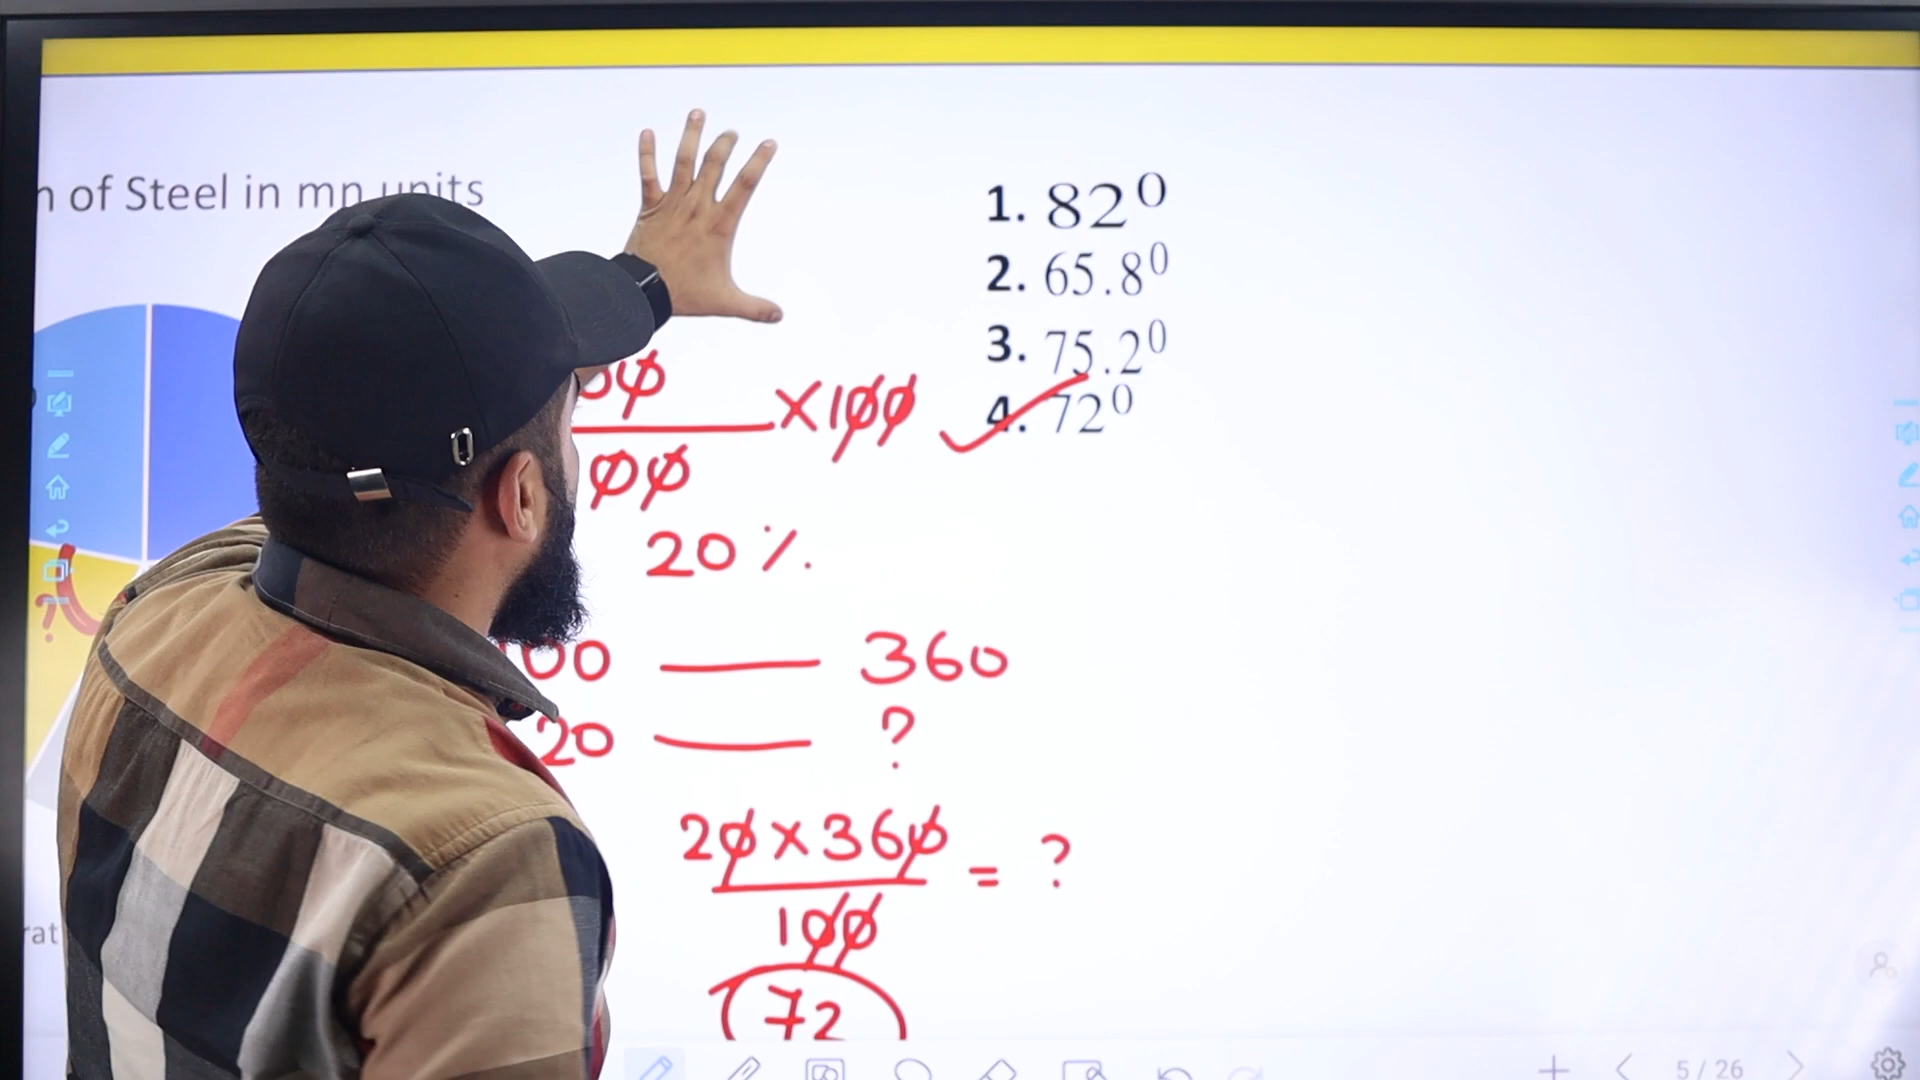 of Steel in mn units
1. 82⁰
2. 65.8⁰
3. 75.2⁰
4. 72⁰
×100
00
20 %.
00 — 360
20 — ?
20 × 360 = ?
100
72
?
5 / 26